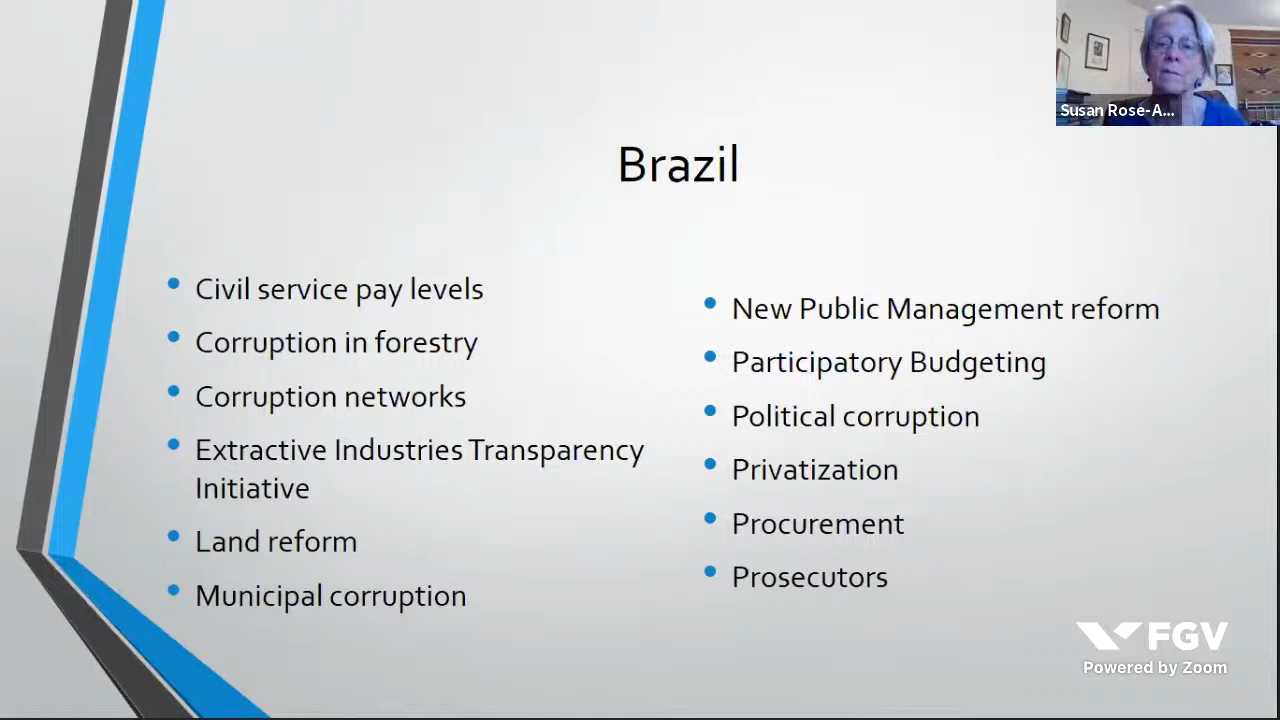 Susan Rose-A...
Brazil
Civil service pay levels
Corruption in forestry
Corruption networks
Extractive Industries Transparency
Initiative
Land reform
Municipal corruption
New Public Management reform
Participatory Budgeting
Political corruption
Privatization
Procurement
Prosecutors
FGV
Powered by Zoom